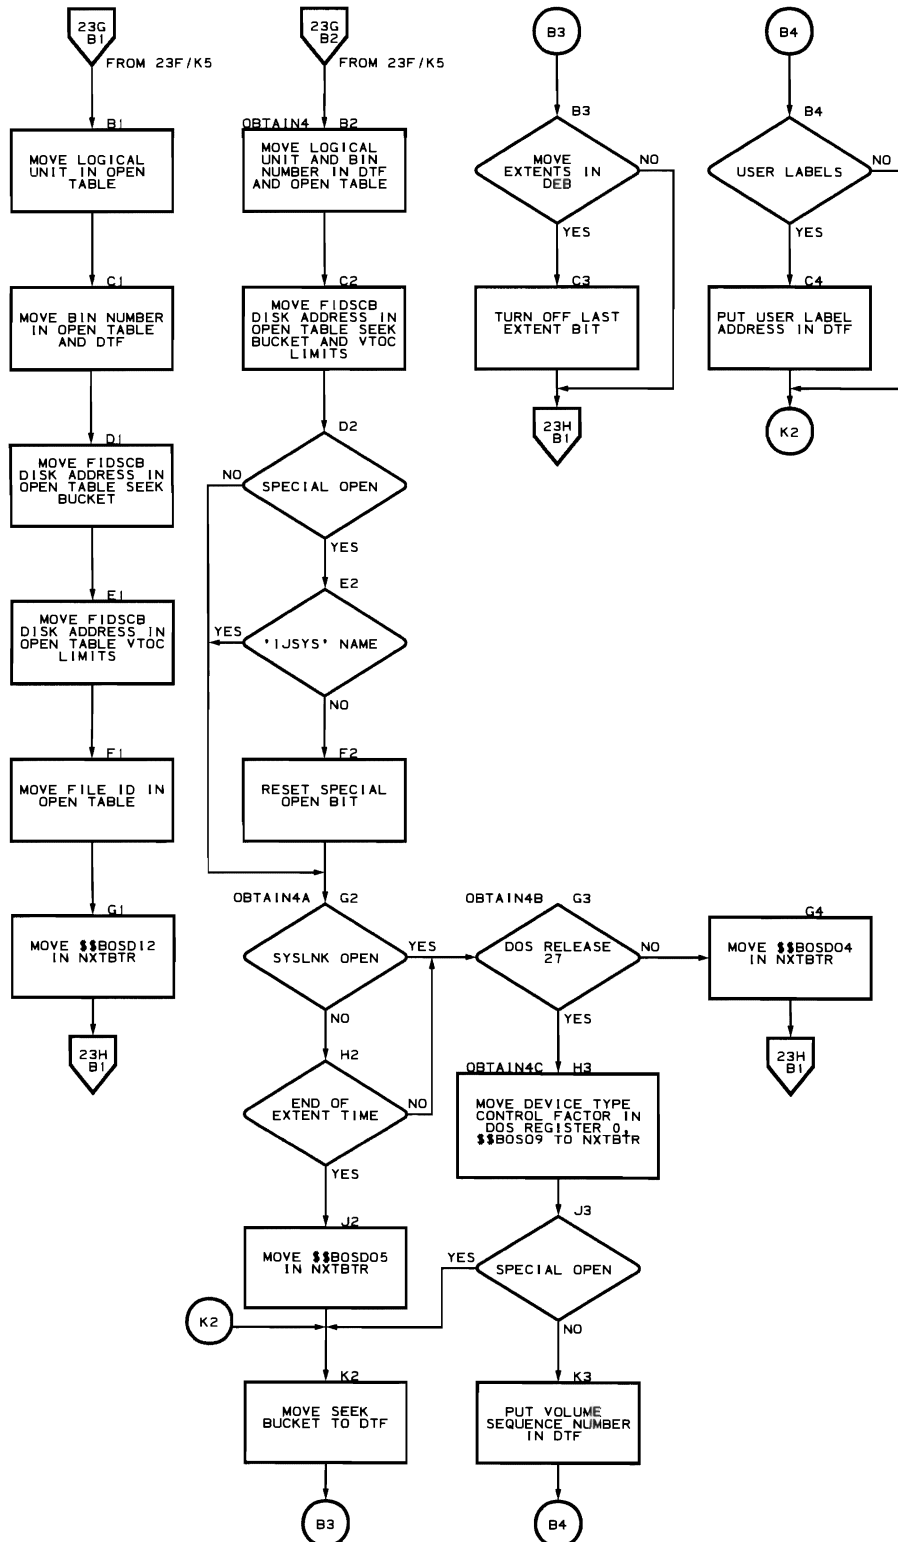 23G
B1
FROM 23F/K5
B1
MOVE LOGICAL
UNIT IN OPEN
TABLE
C1
MOVE BIN NUMBER
IN OPEN TABLE
AND DTF
D1
MOVE F1DSCB
DISK ADDRESS IN
OPEN TABLE SEEK
BUCKET
E1
MOVE F1DSCB
DISK ADDRESS IN
OPEN TABLE VTOC
LIMITS
F1
MOVE FILE ID IN
OPEN TABLE
G1
MOVE $$BOSD12
IN NXTBTR
23H
B1
23G
B2
FROM 23F/K5
OBTAIN4
B2
MOVE LOGICAL
UNIT AND BIN
NUMBER IN DTF
AND OPEN TABLE
C2
MOVE F1DSCB
DISK ADDRESS IN
OPEN TABLE SEEK
BUCKET AND VTOC
LIMITS
D2
NO
SPECIAL OPEN
YES
E2
YES
'IJSYS' NAME
NO
F2
RESET SPECIAL
OPEN BIT
OBTAIN4A
G2
SYSLNK OPEN
YES
NO
H2
END OF
EXTENT TIME
NO
YES
J2
MOVE $$BOSD05
IN NXTBTR
K2
K2
MOVE SEEK
BUCKET TO DTF
B3
B3
B3
MOVE
EXTENTS IN
DEB
NO
YES
C3
TURN OFF LAST
EXTENT BIT
23H
B1
OBTAIN4B
G3
DOS RELEASE
27
NO
YES
OBTAIN4C
H3
MOVE DEVICE TYPE
CONTROL FACTOR IN
DOS REGISTER 0,
$$BOSO9 TO NXTBTR
J3
YES
SPECIAL OPEN
NO
K3
PUT VOLUME
SEQUENCE NUMBER
IN DTF
B4
B4
B4
USER LABELS
NO
YES
C4
PUT USER LABEL
ADDRESS IN DTF
K2
G4
MOVE $$BOSD04
IN NXTBTR
23H
B1